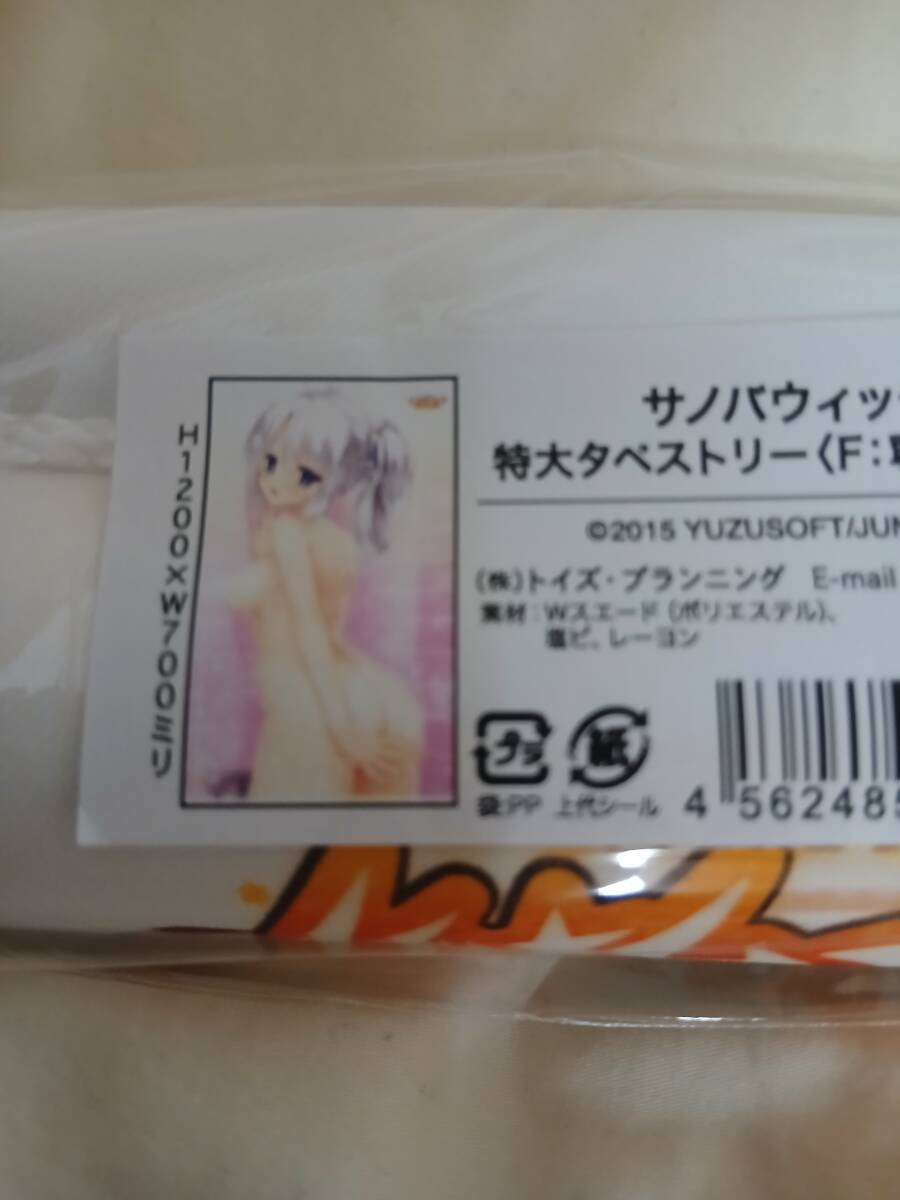 H1200×W700ミリ
サノバウィッ
特大タペストリー〈F:
©2015 YUZUSOFT/JUN
(株)トイズ・プランニング E-mail
素材:Wスエード(ポリエステル)、
塩ビ、レーヨン
プラ 紙
袋:PP 上代シール
4 562485